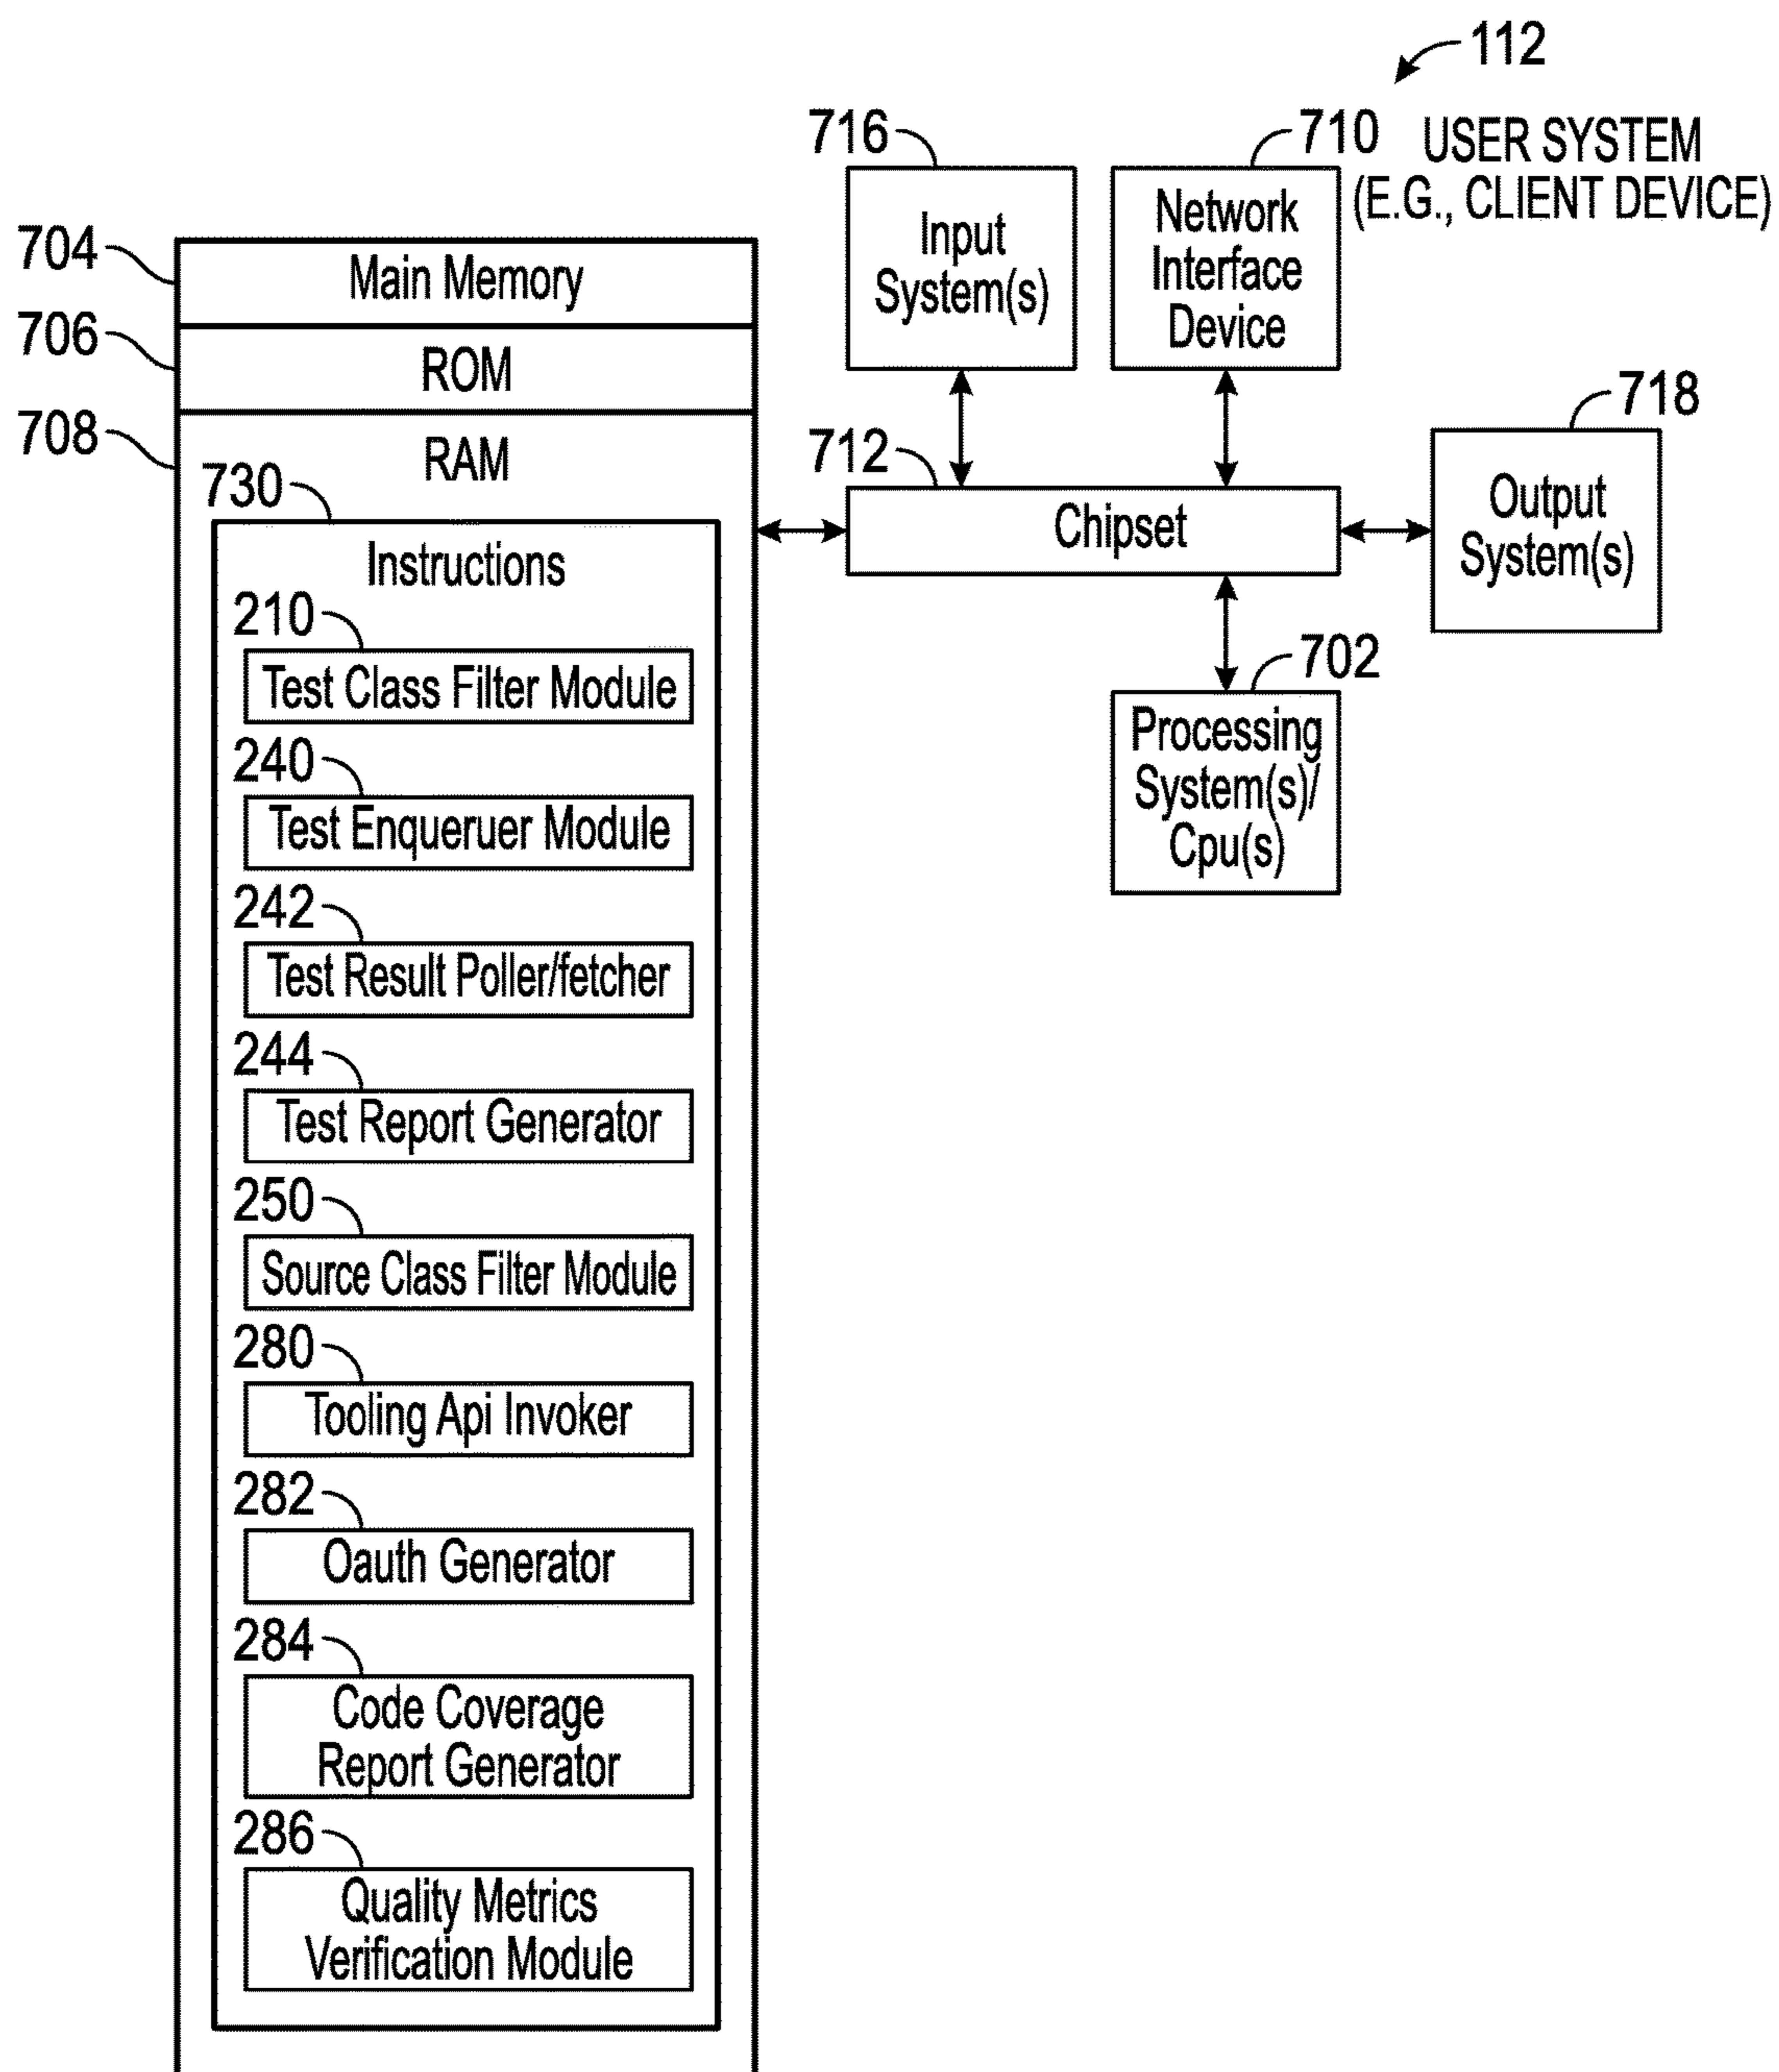 112
USER SYSTEM
(E.G., CLIENT DEVICE)
716
Input
System(s)
710
Network
Interface
Device
704
Main Memory
706
ROM
708
RAM
718
Output
System(s)
712
Chipset
702
Processing
System(s)/
Cpu(s)
730
Instructions
210
Test Class Filter Module
240
Test Enqueruer Module
242
Test Result Poller/fetcher
244
Test Report Generator
250
Source Class Filter Module
280
Tooling Api Invoker
282
Oauth Generator
284
Code Coverage
Report Generator
286
Quality Metrics
Verification Module